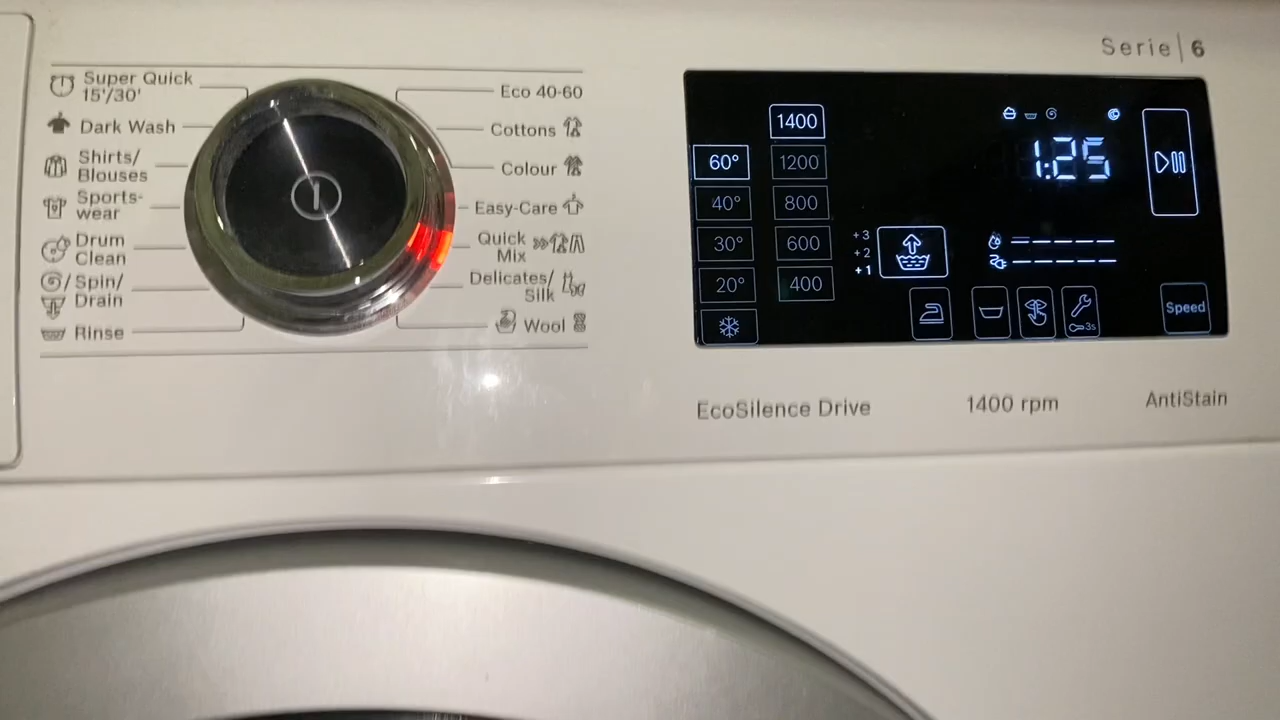 Serie | 6
Super Quick
15'/30'
Dark Wash
Shirts/
Blouses
Sports-
wear
Drum
Clean
Spin/
Drain
Rinse
Eco 40-60
Cottons
Colour
Easy-Care
Quick
Mix
Delicates/
Silk
Wool
60°
40°
30°
20°
1400
1200
800
600
400
+3
+2
+1
1:25
3s
Speed
EcoSilence Drive
1400 rpm
AntiStain